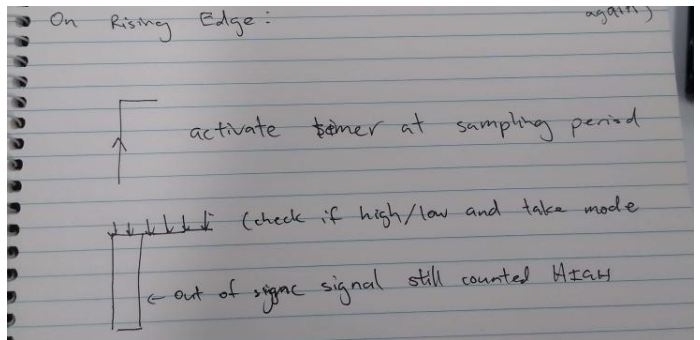 On Rising Edge:
again)
activate timer at sampling period
(check if high/low and take mode
← out of sync signal still counted HIGH